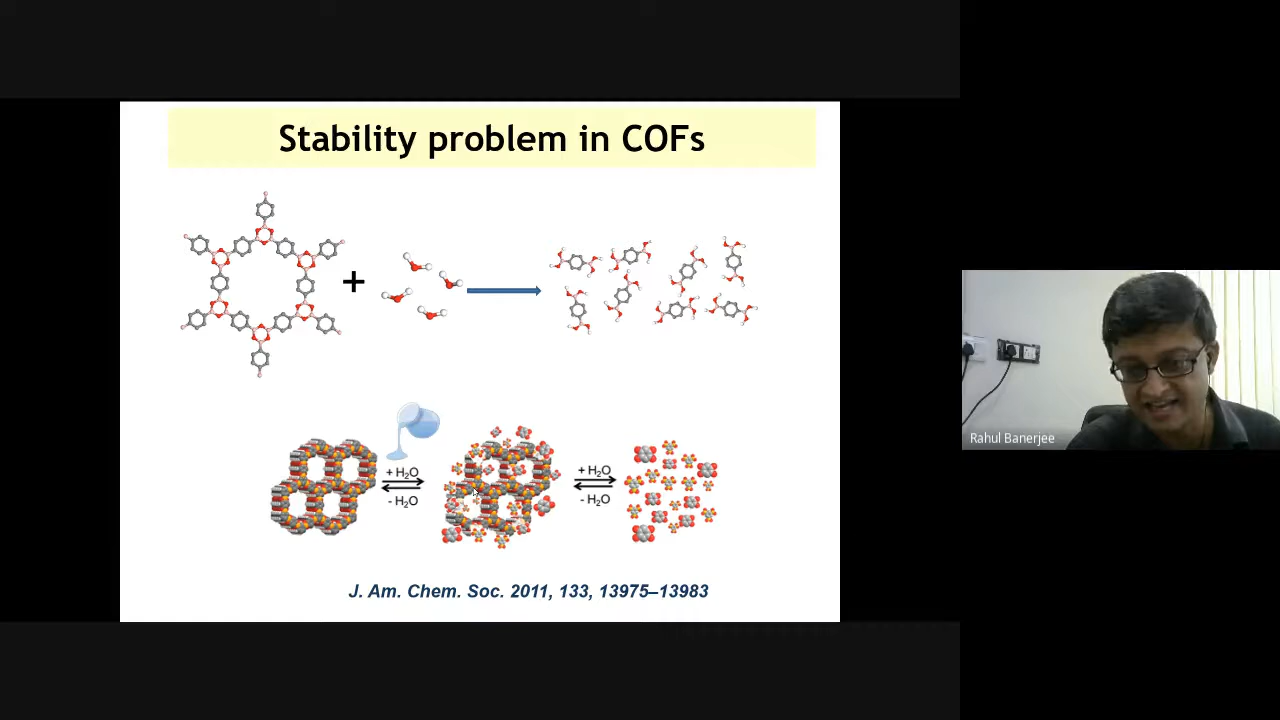 Stability problem in COFs
+
+ H₂O
- H₂O
+ H₂O
- H₂O
J. Am. Chem. Soc. 2011, 133, 13975–13983
Rahul Banerjee